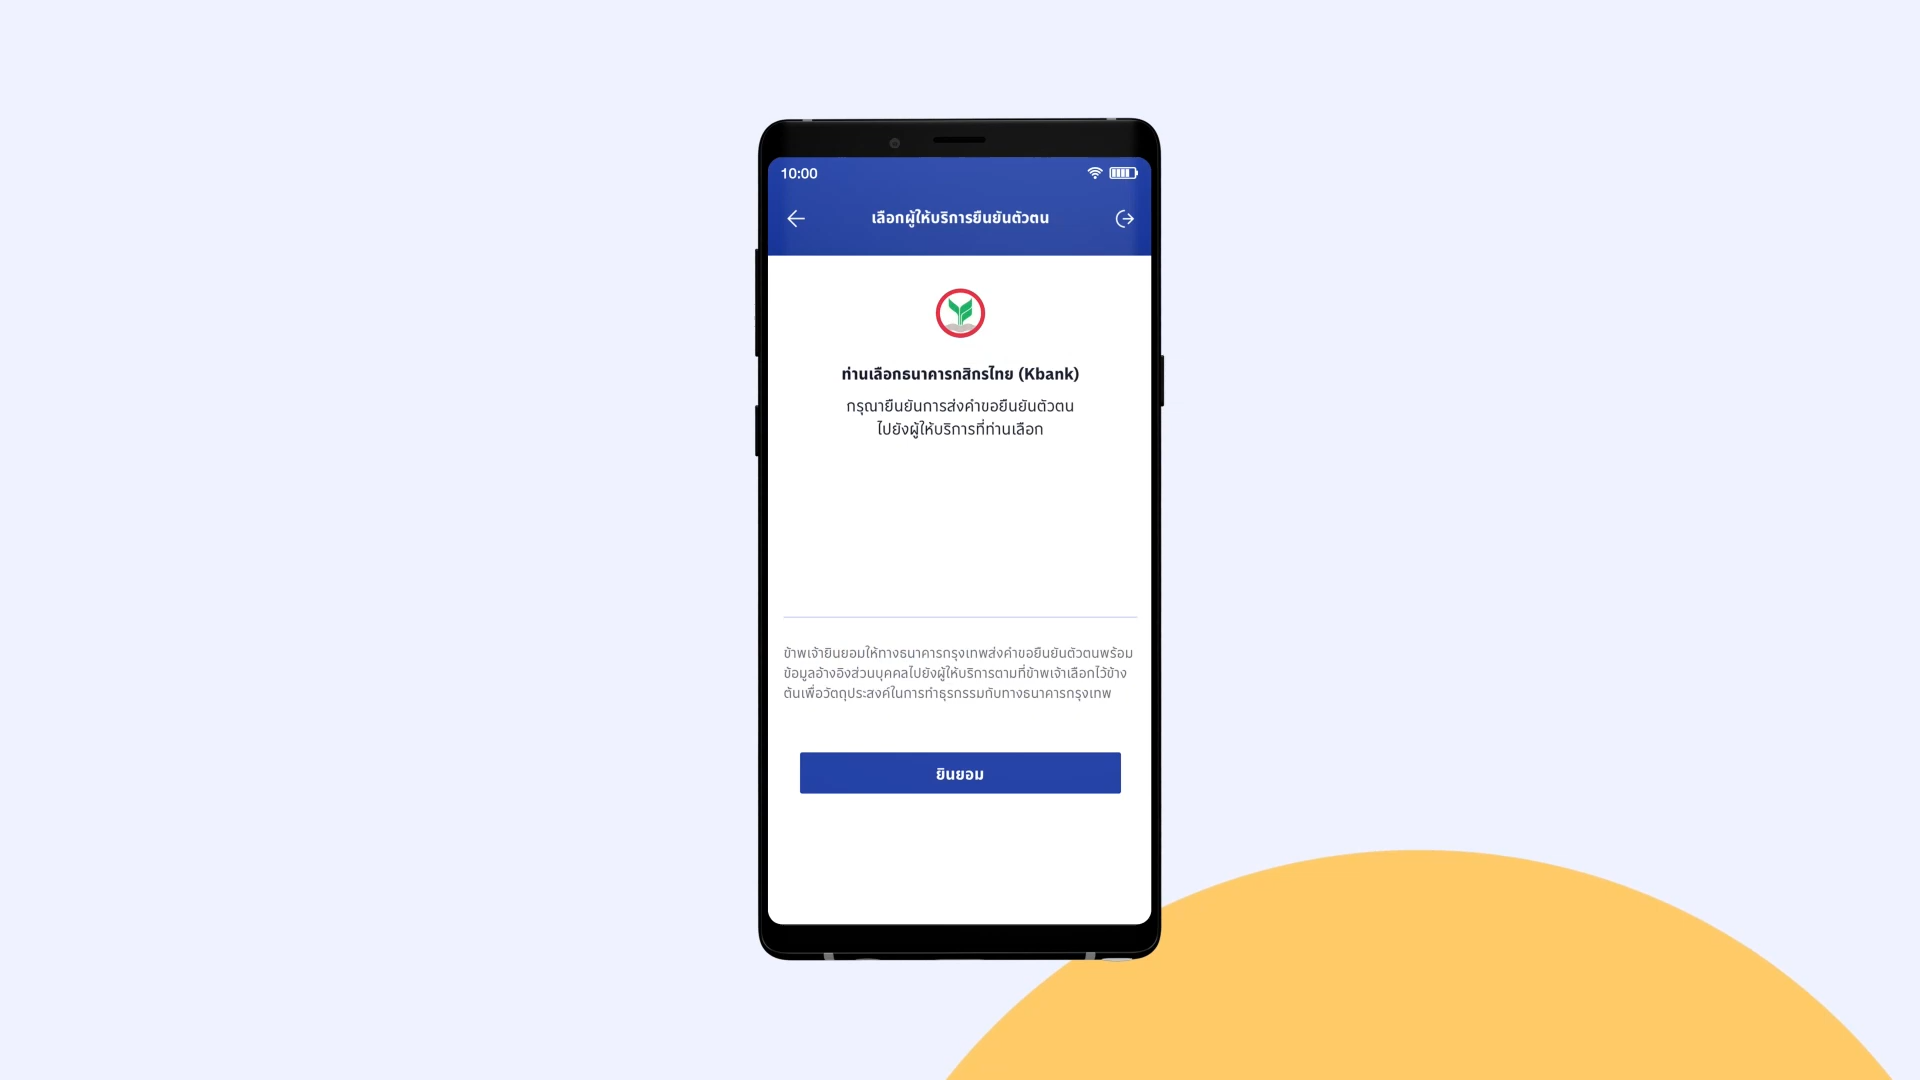 10:00
เลือกผู้ให้บริการยืนยันตัวตน
ท่านเลือกธนาคารกสิกรไทย (Kbank)
กรุณายืนยันการส่งคำขอยืนยันตัวตน
ไปยังผู้ให้บริการที่ท่านเลือก
ข้าพเจ้ายินยอมให้ทางธนาคารกรุงเทพส่งคำขอยืนยันตัวตนพร้อม
ข้อมูลอ้างอิงส่วนบุคคลไปยังผู้ให้บริการตามที่ข้าพเจ้าเลือกไว้ข้าง
ต้นเพื่อวัตถุประสงค์ในการทำธุรกรรมกับทางธนาคารกรุงเทพ
ยินยอม